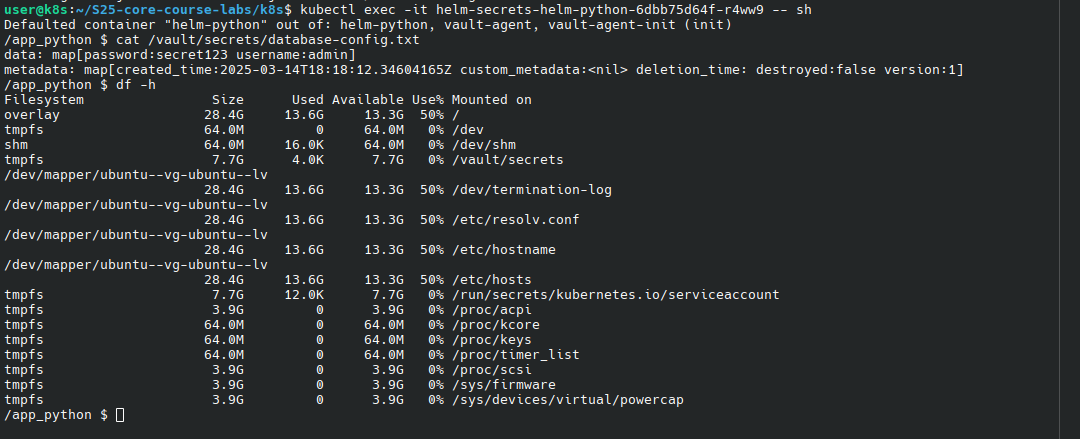 user@k8s:~/S25-core-course-labs/k8s$ kubectl exec -it helm-secrets-helm-python-6dbb75d64f-r4ww9 -- sh
Defaulted container "helm-python" out of: helm-python, vault-agent, vault-agent-init (init)
/app_python $ cat /vault/secrets/database-config.txt
data: map[password:secret123 username:admin]
metadata: map[created_time:2025-03-14T18:18:12.34604165Z custom_metadata:<nil> deletion_time: destroyed:false version:1]
/app_python $ df -h
Filesystem                Size      Used Available Use% Mounted on
overlay                  28.4G     13.6G     13.3G  50% /
tmpfs                    64.0M         0     64.0M   0% /dev
shm                      64.0M     16.0K     64.0M   0% /dev/shm
tmpfs                     7.7G      4.0K      7.7G   0% /vault/secrets
/dev/mapper/ubuntu--vg-ubuntu--lv
                         28.4G     13.6G     13.3G  50% /dev/termination-log
/dev/mapper/ubuntu--vg-ubuntu--lv
                         28.4G     13.6G     13.3G  50% /etc/resolv.conf
/dev/mapper/ubuntu--vg-ubuntu--lv
                         28.4G     13.6G     13.3G  50% /etc/hostname
/dev/mapper/ubuntu--vg-ubuntu--lv
                         28.4G     13.6G     13.3G  50% /etc/hosts
tmpfs                     7.7G     12.0K      7.7G   0% /run/secrets/kubernetes.io/serviceaccount
tmpfs                     3.9G         0      3.9G   0% /proc/acpi
tmpfs                    64.0M         0     64.0M   0% /proc/kcore
tmpfs                    64.0M         0     64.0M   0% /proc/keys
tmpfs                    64.0M         0     64.0M   0% /proc/timer_list
tmpfs                     3.9G         0      3.9G   0% /proc/scsi
tmpfs                     3.9G         0      3.9G   0% /sys/firmware
tmpfs                     3.9G         0      3.9G   0% /sys/devices/virtual/powercap
/app_python $